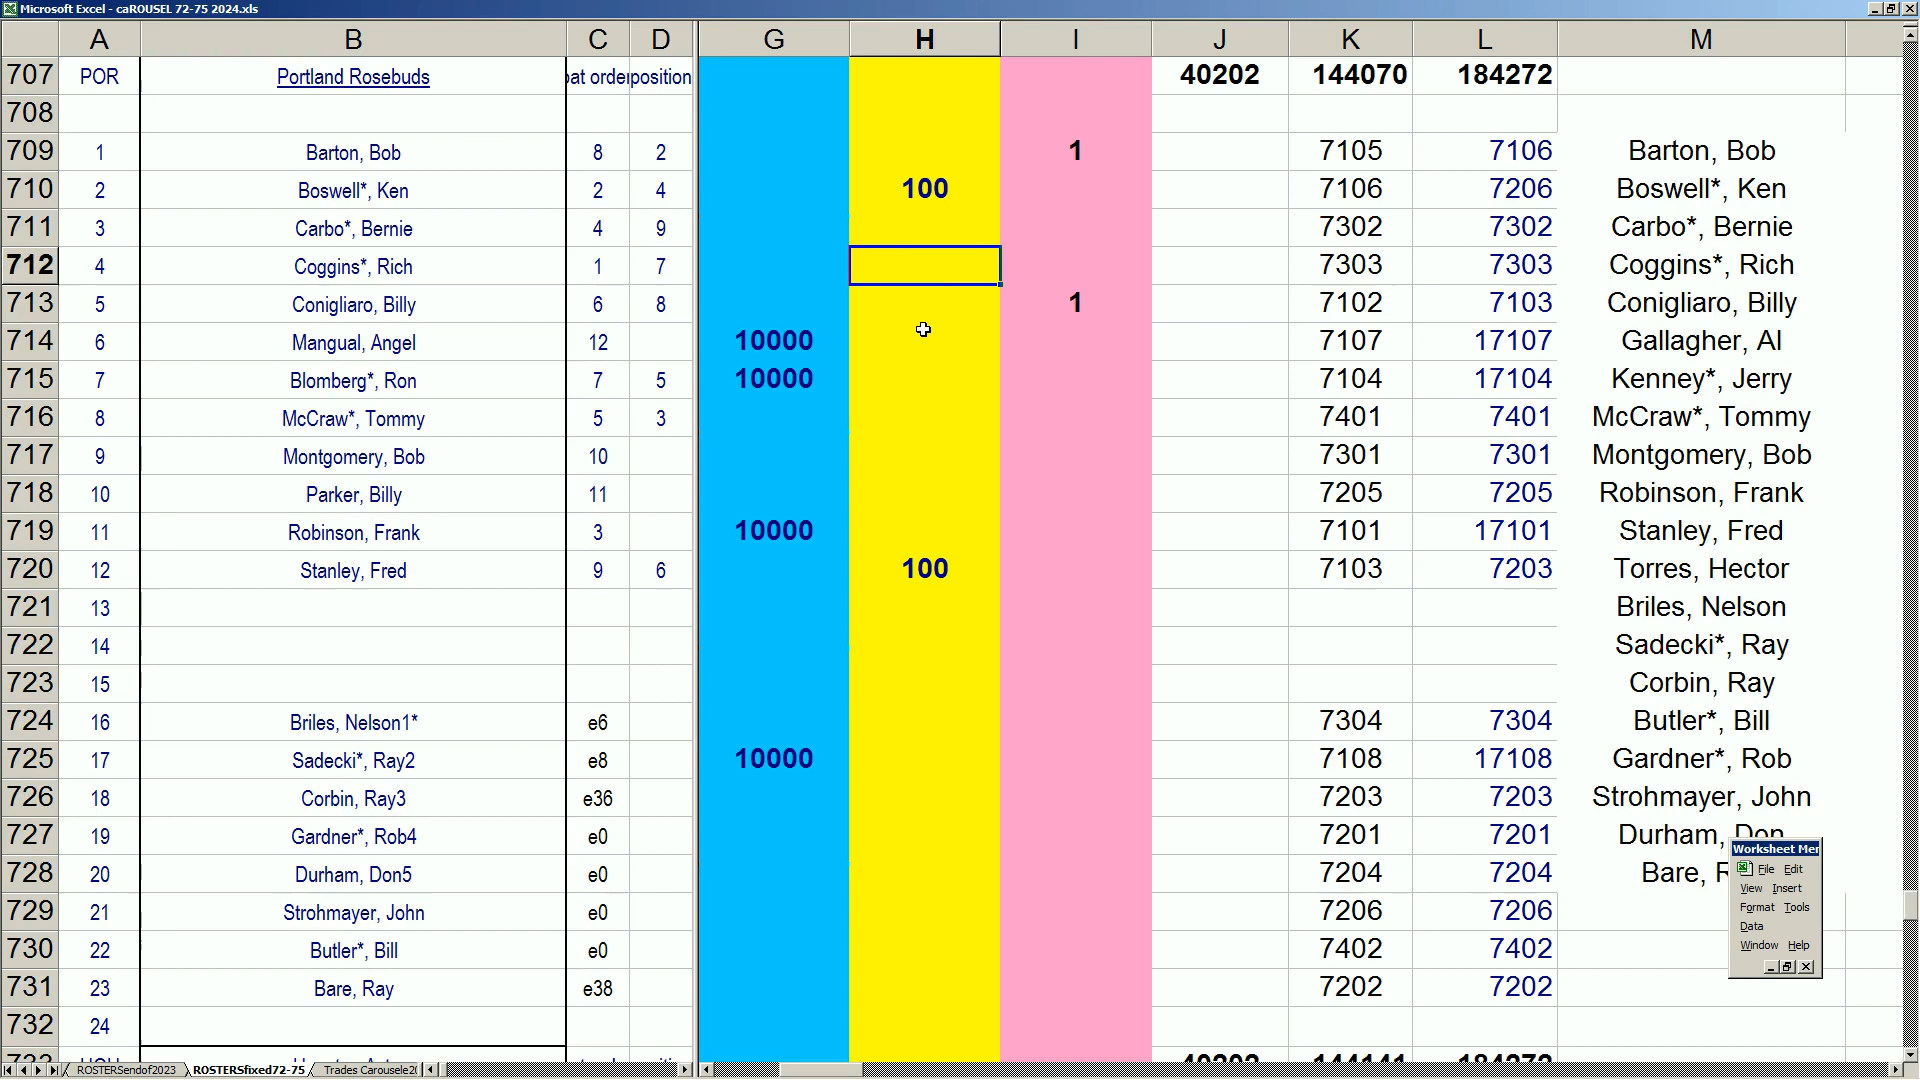 Microsoft Excel - caROUSEL 72-75 2024.xls
A B C D G H I J K L M
707 POR Portland Rosebuds position 40202 144070 184272
708
709 1 Barton, Bob 8 2 1 7105 7106 Barton, Bob
710 2 Boswell*, Ken 2 4 100 7106 7206 Boswell*, Ken
711 3 Carbo*, Bernie 4 9 7302 7302 Carbo*, Bernie
712 4 Coggins*, Rich 1 7 7303 7303 Coggins*, Rich
713 5 Conigliaro, Billy 6 8 1 7102 7103 Conigliaro, Billy
714 6 Mangual, Angel 12 10000 7107 17107 Gallagher, Al
715 7 Blomberg*, Ron 7 5 10000 7104 17104 Kenney*, Jerry
716 8 McCraw*, Tommy 5 3 7401 7401 McCraw*, Tommy
717 9 Montgomery, Bob 10 7301 7301 Montgomery, Bob
718 10 Parker, Billy 11 7205 7205 Robinson, Frank
719 11 Robinson, Frank 3 10000 7101 17101 Stanley, Fred
720 12 Stanley, Fred 9 6 100 7103 7203 Torres, Hector
721 13 Briles, Nelson
722 14 Sadecki*, Ray
723 15 Corbin, Ray
724 16 Briles, Nelson1* e6 7304 7304 Butler*, Bill
725 17 Sadecki*, Ray2 e8 10000 7108 17108 Gardner*, Rob
726 18 Corbin, Ray3 e36 7203 7203 Strohmayer, John
727 19 Gardner*, Rob4 e0 7201 7201 Durham, Don
728 20 Durham, Don5 e0 7204 7204 Bare, R
729 21 Strohmayer, John e0 7206 7206
730 22 Butler*, Bill e0 7402 7402
731 23 Bare, Ray e38 7202 7202
732 24
Worksheet Mer
File Edit
View Insert
Format Tools
Data
Window Help
ROSTERSendof2023 ROSTERSfixed72-75 Trades Carousele20